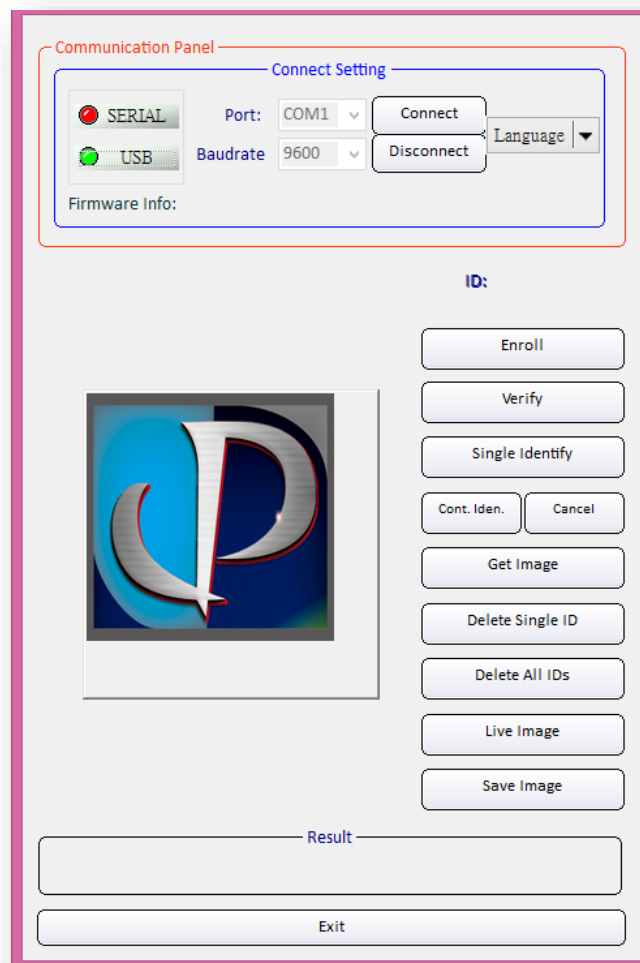 Communication Panel
Connect Setting
SERIAL
Port:
COM1
Connect
USB
Baudrate
9600
Disconnect
Language
Firmware Info:
ID:
Enroll
Verify
Single Identify
Cont. Iden.
Cancel
Get Image
Delete Single ID
Delete All IDs
Live Image
Save Image
Result
Exit